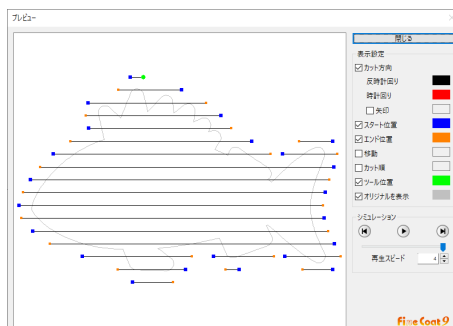 プレビュー
閉じる
表示設定
カット方向
反時計回り
時計回り
矢印
スタート位置
エンド位置
移動
カット順
ツール位置
オリジナルを表示
シミュレーション
再生スピード 4
Fine Coat 9